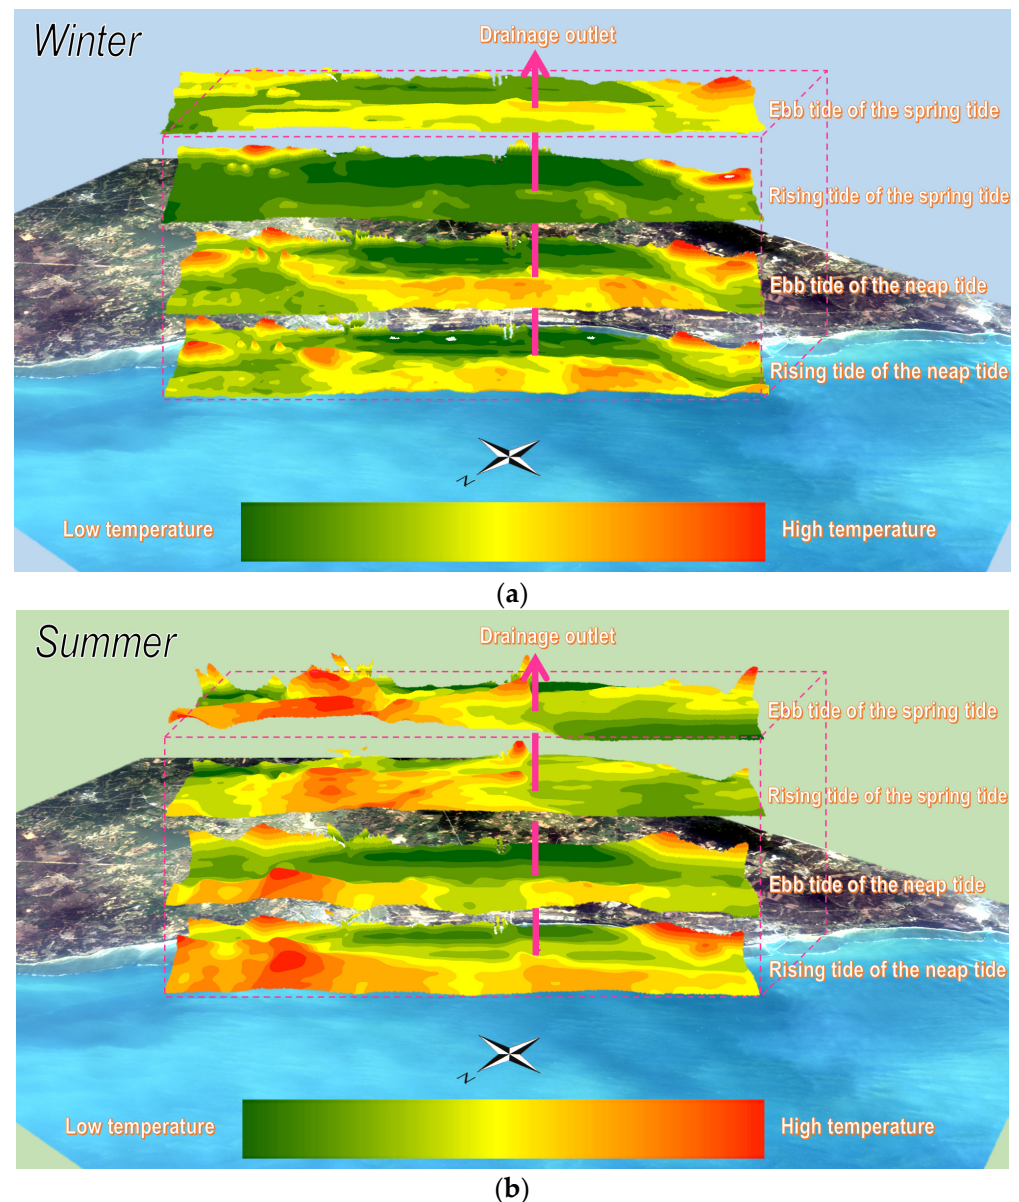 Winter
Drainage outlet
Ebb tide of the spring tide
Rising tide of the spring tide
Ebb tide of the neap tide
Rising tide of the neap tide
N
Low temperature
High temperature
(a)
Summer
Drainage outlet
Ebb tide of the spring tide
Rising tide of the spring tide
Ebb tide of the neap tide
Rising tide of the neap tide
N
Low temperature
High temperature
(b)